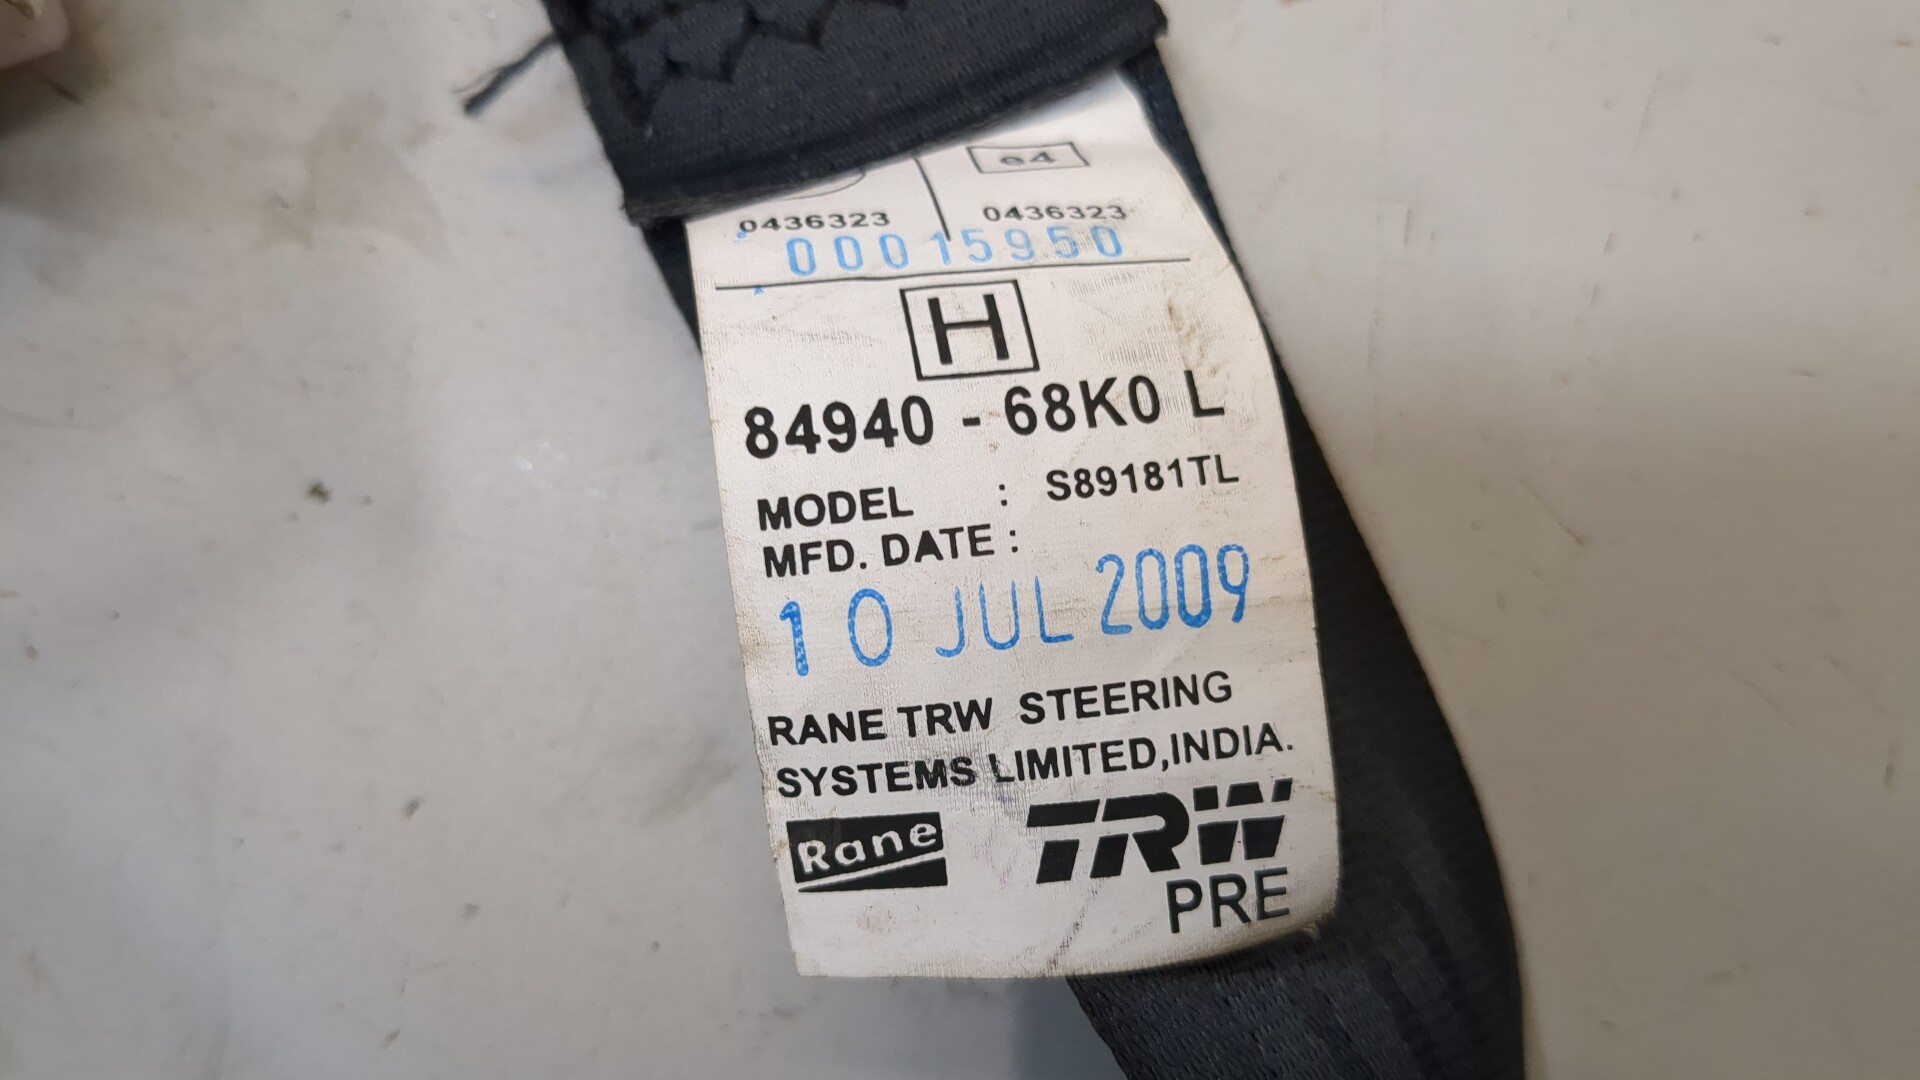 e4
0436323 0436323
00015950
H
84940 - 68K0 L
MODEL : S89181TL
MFD. DATE :
10 JUL 2009
RANE TRW STEERING
SYSTEMS LIMITED,INDIA.
Rane TRW
PRE